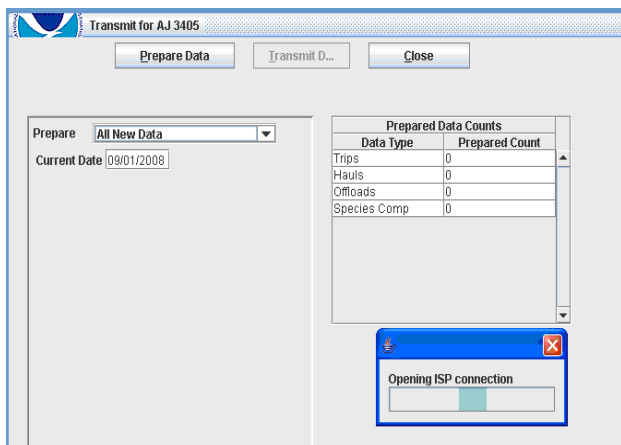 Transmit for AJ 3405
Prepare Data Transmit D... Close
Prepare All New Data
Current Date 09/01/2008
Prepared Data Counts
Data Type Prepared Count
Trips 0
Hauls 0
Offloads 0
Species Comp 0
Opening ISP connection